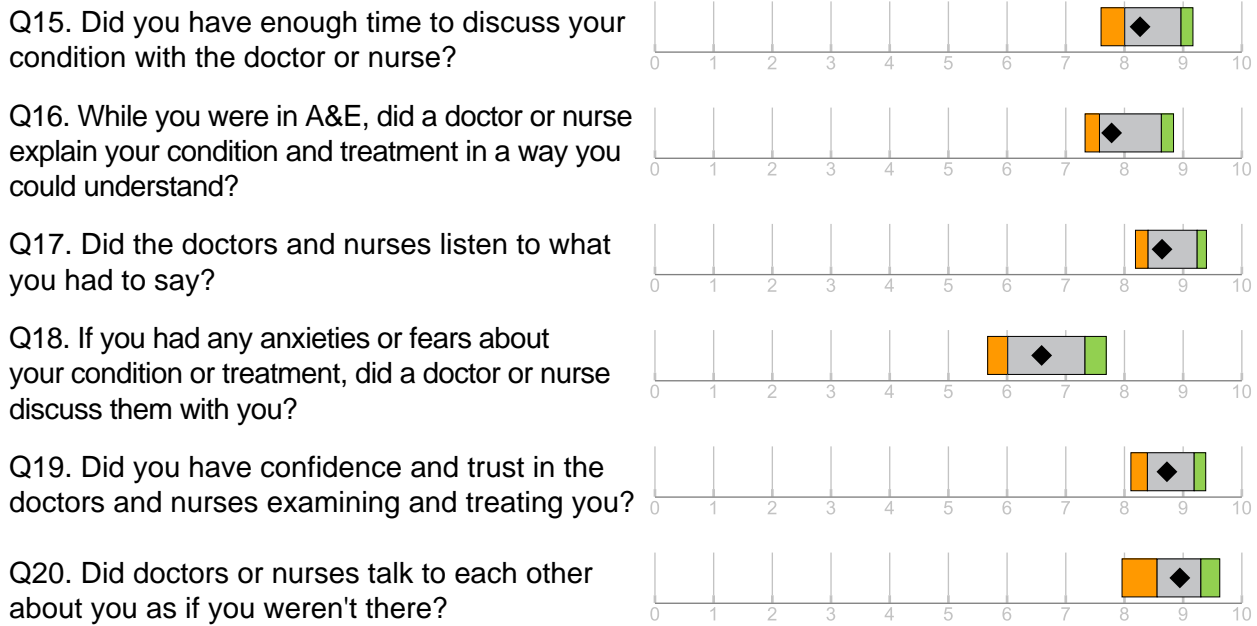 Q15. Did you have enough time to discuss your
condition with the doctor or nurse?
0 1 2 3 4 5 6 7 8 9 10
Q16. While you were in A&E, did a doctor or nurse
explain your condition and treatment in a way you
could understand?
0 1 2 3 4 5 6 7 8 9 10
Q17. Did the doctors and nurses listen to what
you had to say?
0 1 2 3 4 5 6 7 8 9 10
Q18. If you had any anxieties or fears about
your condition or treatment, did a doctor or nurse
discuss them with you?
0 1 2 3 4 5 6 7 8 9 10
Q19. Did you have confidence and trust in the
doctors and nurses examining and treating you?
0 1 2 3 4 5 6 7 8 9 10
Q20. Did doctors or nurses talk to each other
about you as if you weren't there?
0 1 2 3 4 5 6 7 8 9 10